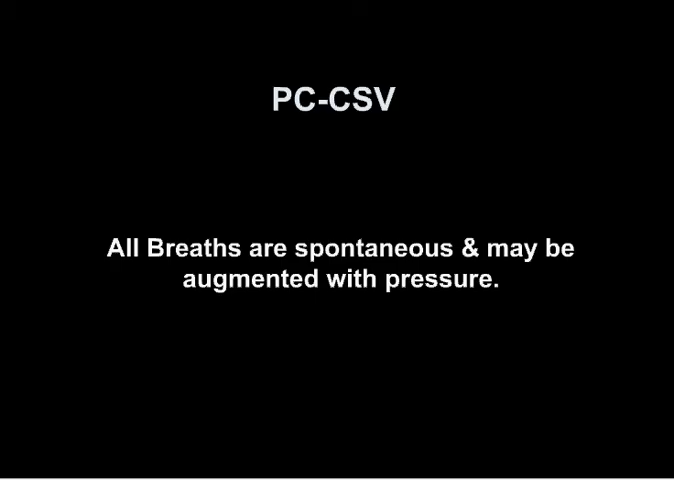 PC-CSV
All Breaths are spontaneous & may be
augmented with pressure.